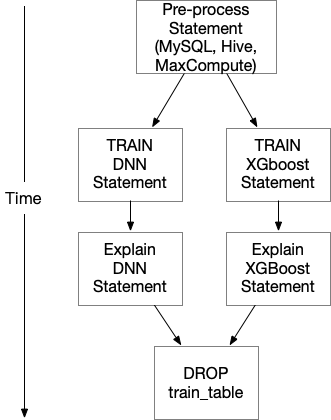 Pre-process
Statement
(MySQL, Hive,
MaxCompute)
TRAIN
DNN
Statement
TRAIN
XGboost
Statement
Time
Explain
DNN
Statement
Explain
XGBoost
Statement
DROP
train_table